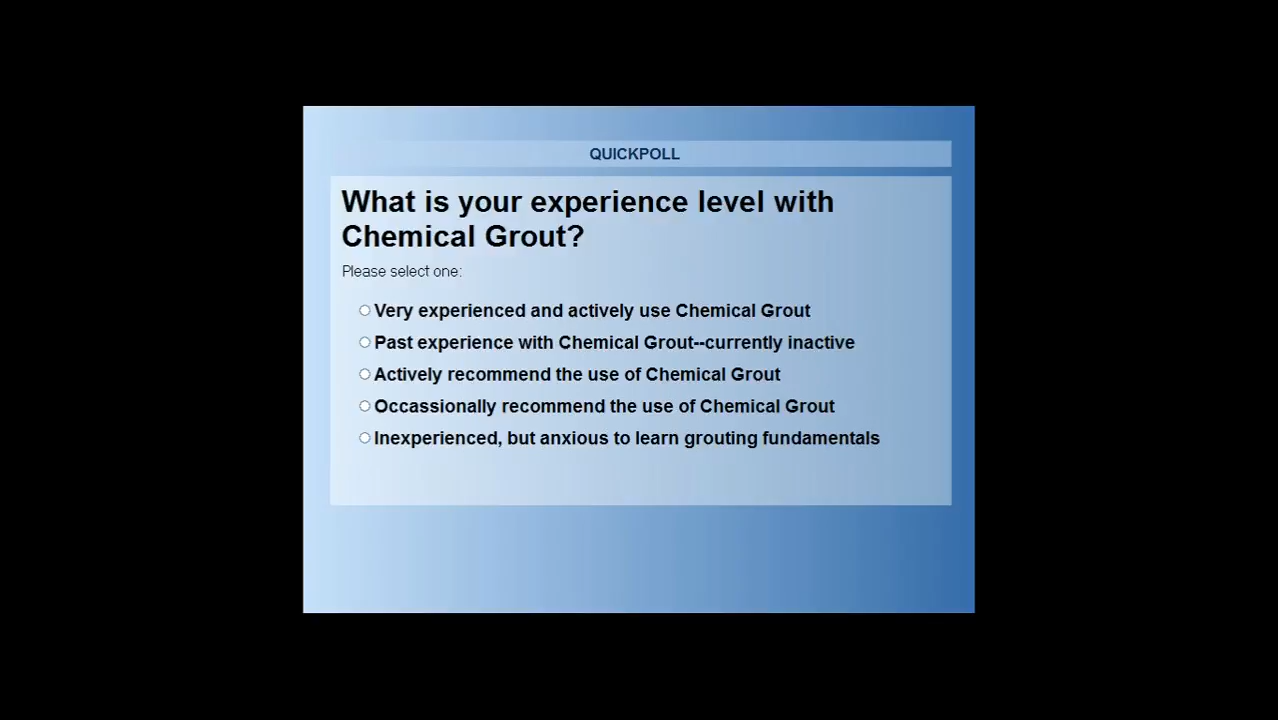 QUICKPOLL
What is your experience level with
Chemical Grout?
Please select one:
Very experienced and actively use Chemical Grout
Past experience with Chemical Grout--currently inactive
Actively recommend the use of Chemical Grout
Occassionally recommend the use of Chemical Grout
Inexperienced, but anxious to learn grouting fundamentals